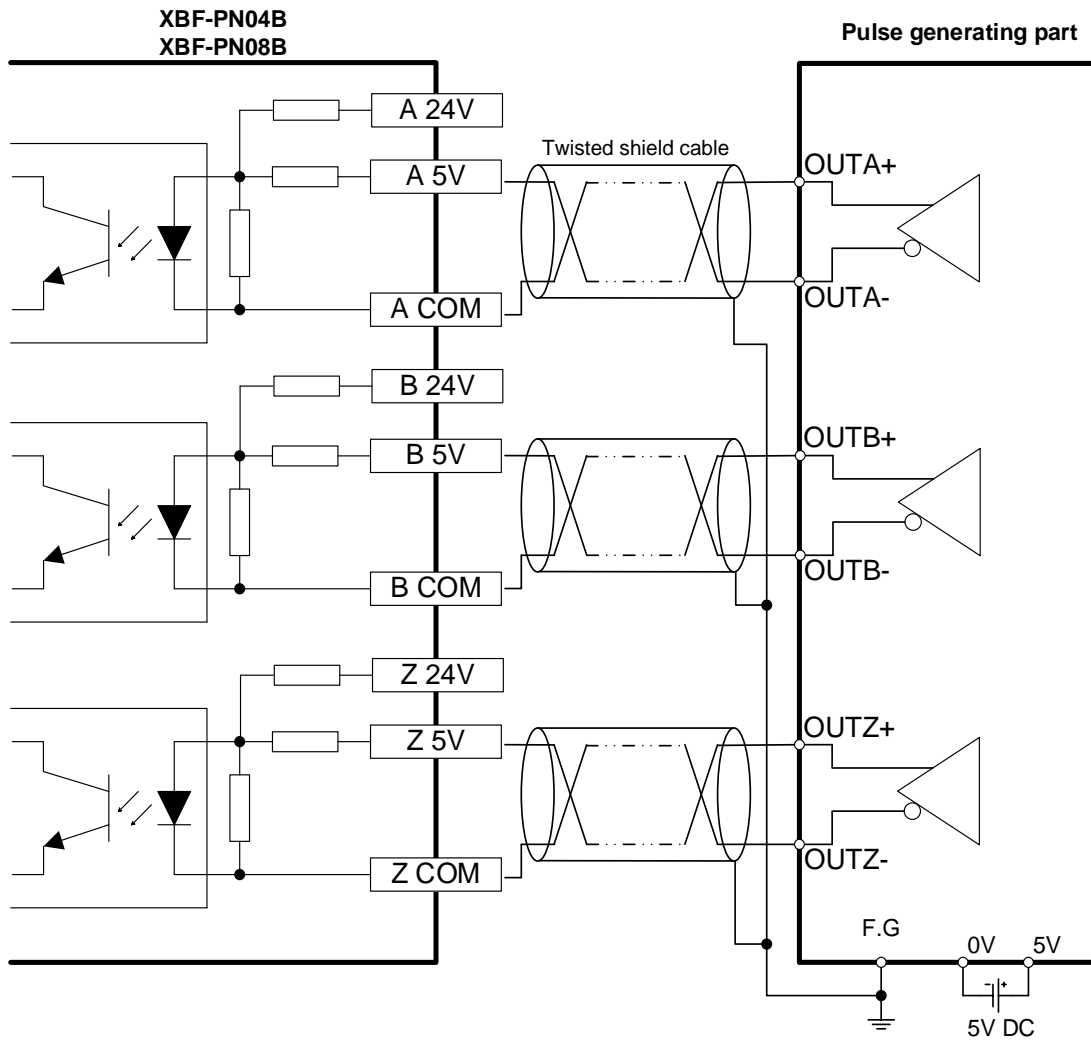 XBF-PN04B
XBF-PN08B
Pulse generating part
A 24V
Twisted shield cable
A 5V
OUTA+
A COM
OUTA-
B 24V
B 5V
OUTB+
B COM
OUTB-
Z 24V
Z 5V
OUTZ+
Z COM
OUTZ-
F.G
0V
5V
- +
5V DC